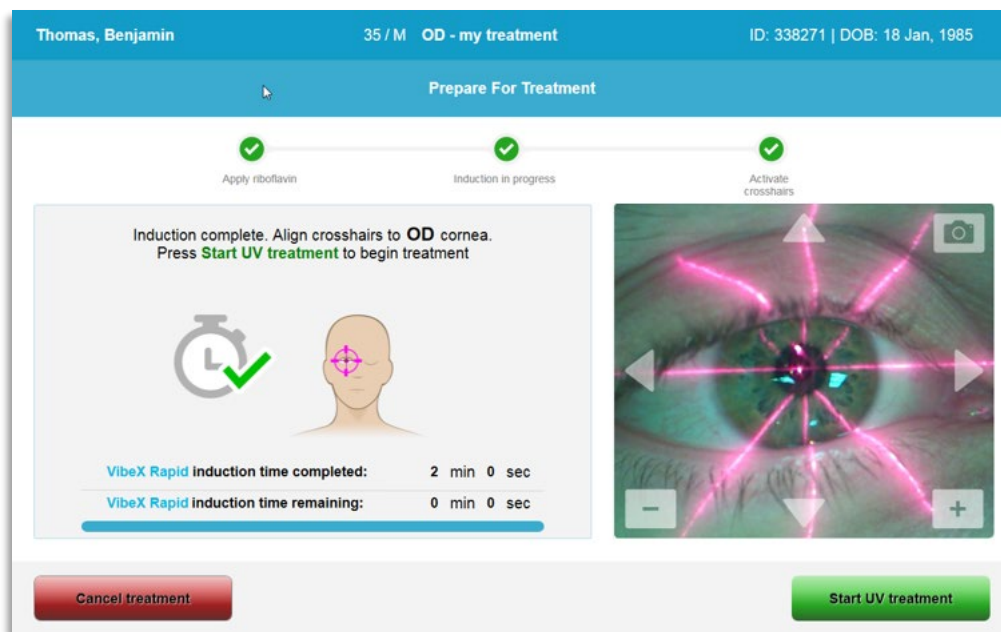 Thomas, Benjamin 35 / M OD - my treatment ID: 338271 | DOB: 18 Jan, 1985
Prepare For Treatment
Apply riboflavin Induction in progress Activate
crosshairs
Induction complete. Align crosshairs to OD cornea.
Press Start UV treatment to begin treatment
VibeX Rapid induction time completed: 2 min 0 sec
VibeX Rapid induction time remaining: 0 min 0 sec
Cancel treatment Start UV treatment